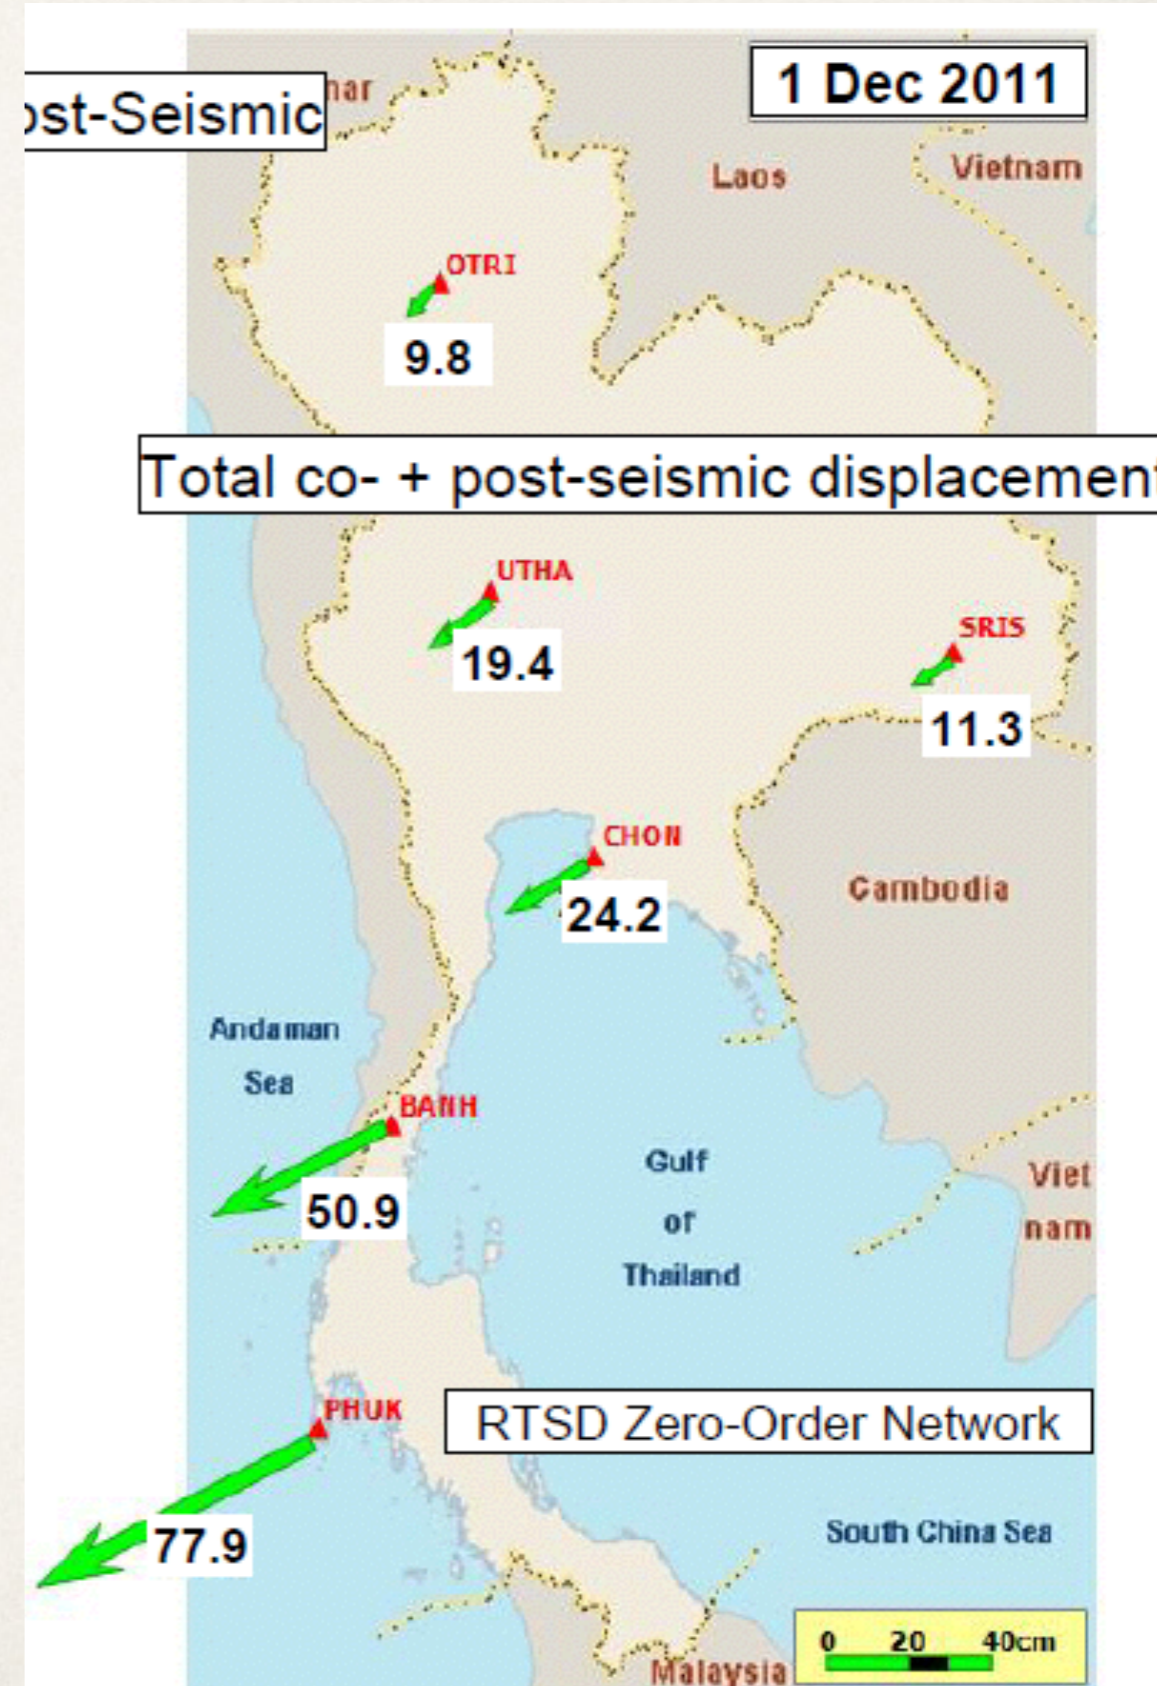 1 Dec 2011
ost-Seismic
nar
Laos
Vietnam
OTRI
9.8
Total co- + post-seismic displacement
UTHA
19.4
SRIS
11.3
CHON
24.2
Cambodia
Andaman
Sea
BANH
50.9
Gulf
of
Thailand
Viet
nam
PHUK
77.9
RTSD Zero-Order Network
South China Sea
0 20 40cm
Malaysia